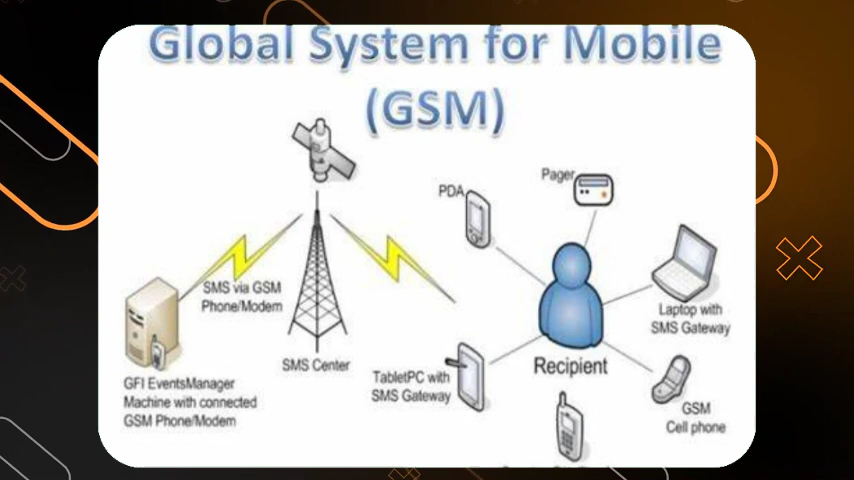 Global System for Mobile
(GSM)
Pager
PDA
SMS via GSM
Phone/Modem
Laptop with
SMS Gateway
SMS Center
Recipient
TabletPC with
SMS Gateway
GFI EventsManager
Machine with connected
GSM Phone/Modem
GSM
Cell phone